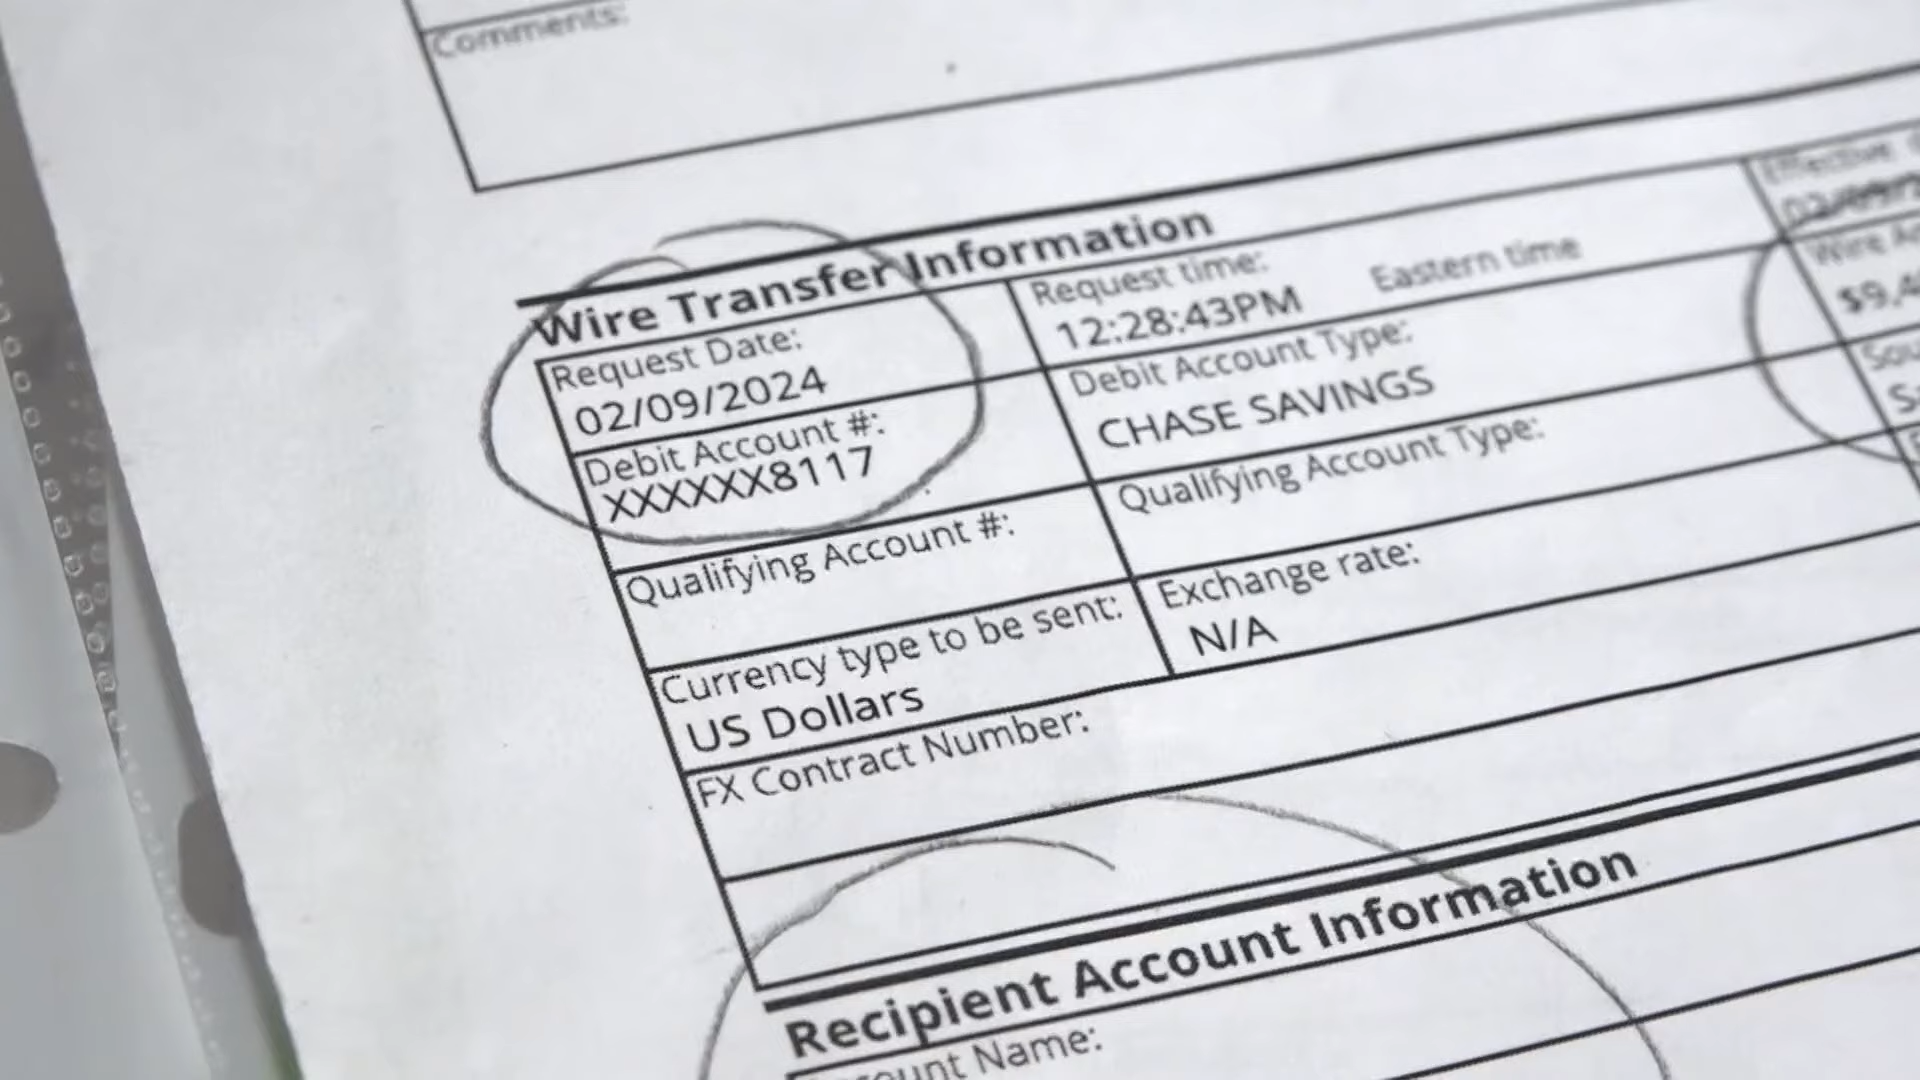 Comments:
Wire Transfer Information
Request Date:
02/09/2024
Request time:
12:28:43PM Eastern time
Effective
Debit Account #:
XXXXXX8117
Debit Account Type:
CHASE SAVINGS
Wire
Qualifying Account #:
Qualifying Account Type:
Currency type to be sent:
US Dollars
Exchange rate:
N/A
FX Contract Number:
Recipient Account Information
Name: